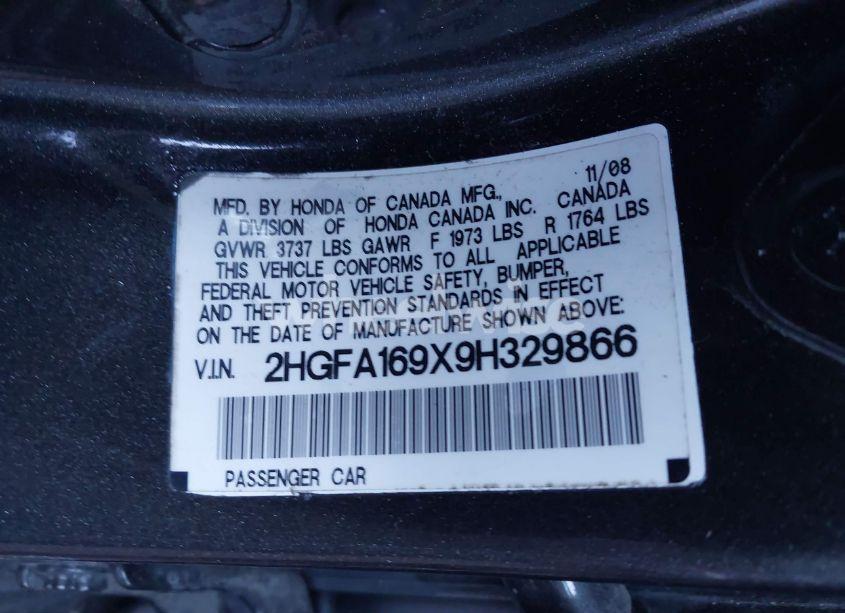 11/08
MFD. BY HONDA OF CANADA MFG.,
A DIVISION OF HONDA CANADA INC. CANADA
GVWR 3737 LBS GAWR F 1973 LBS R 1764 LBS
THIS VEHICLE CONFORMS TO ALL APPLICABLE
FEDERAL MOTOR VEHICLE SAFETY, BUMPER,
AND THEFT PREVENTION STANDARDS IN EFFECT
ON THE DATE OF MANUFACTURE SHOWN ABOVE:
V.I.N. 2HGFA169X9H329866
PASSENGER CAR